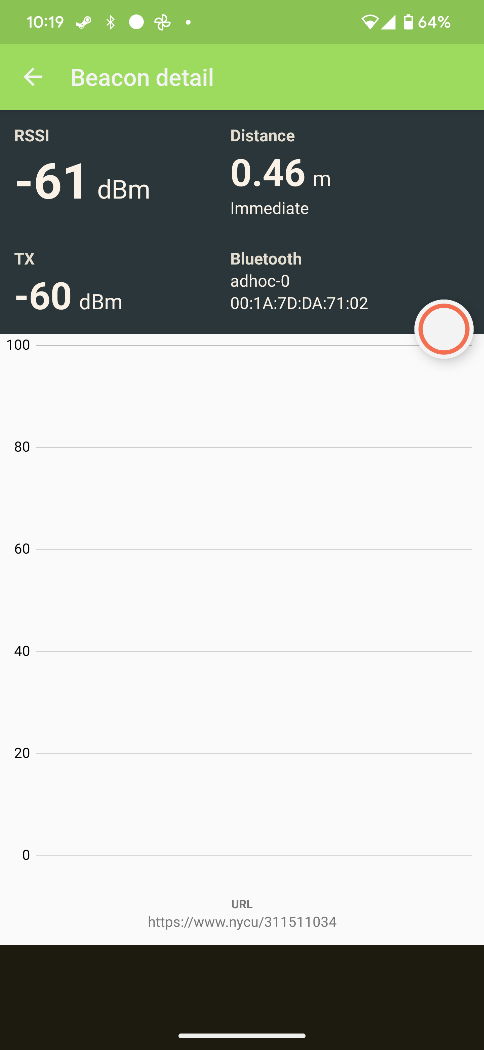 10:19
64%
Beacon detail
RSSI
-61 dBm
Distance
0.46 m
Immediate
TX
-60 dBm
Bluetooth
adhoc-0
00:1A:7D:DA:71:02
100
80
60
40
20
0
URL
https://www.nycu/311511034